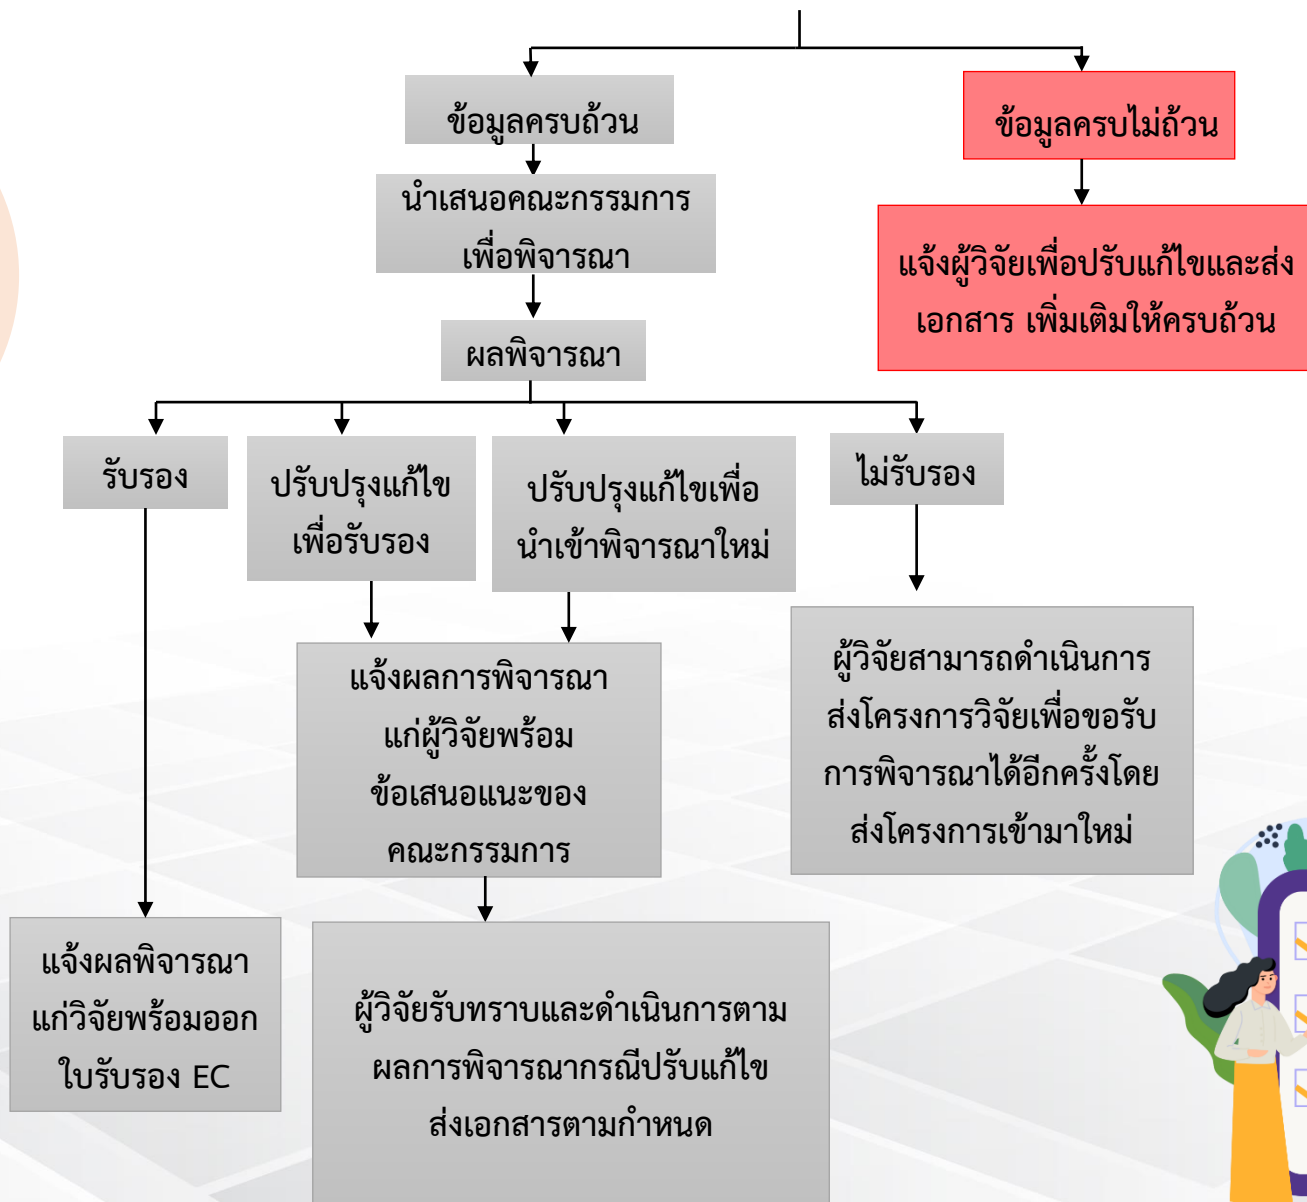 ข้อมูลครบถ้วน
ข้อมูลครบไม่ถ้วน
นำเสนอคณะกรรมการ
เพื่อพิจารณา
แจ้งผู้วิจัยเพื่อปรับแก้ไขและส่ง
เอกสาร เพิ่มเติมให้ครบถ้วน
ผลพิจารณา
รับรอง
ปรับปรุงแก้ไข
เพื่อรับรอง
ปรับปรุงแก้ไขเพื่อ
นำเข้าพิจารณาใหม่
ไม่รับรอง
แจ้งผลการพิจารณา
แก่ผู้วิจัยพร้อม
ข้อเสนอแนะของ
คณะกรรมการ
ผู้วิจัยสามารถดำเนินการ
ส่งโครงการวิจัยเพื่อขอรับ
การพิจารณาได้อีกครั้งโดย
ส่งโครงการเข้ามาใหม่
แจ้งผลพิจารณา
แก่วิจัยพร้อมออก
ใบรับรอง EC
ผู้วิจัยรับทราบและดำเนินการตาม
ผลการพิจารณากรณีปรับแก้ไข
ส่งเอกสารตามกำหนด